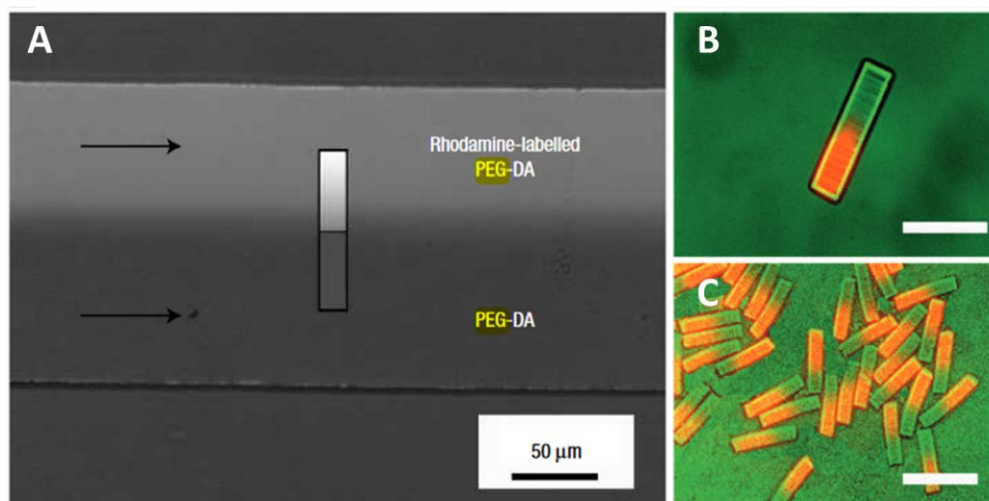 A
Rhodamine-labelled
PEG-DA
PEG-DA
50 μm
B
C